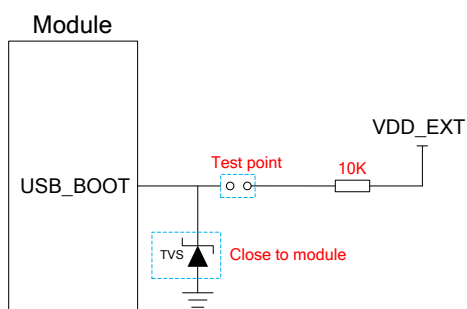 Module
VDD_EXT
Test point
10K
USB_BOOT
TVS
Close to module